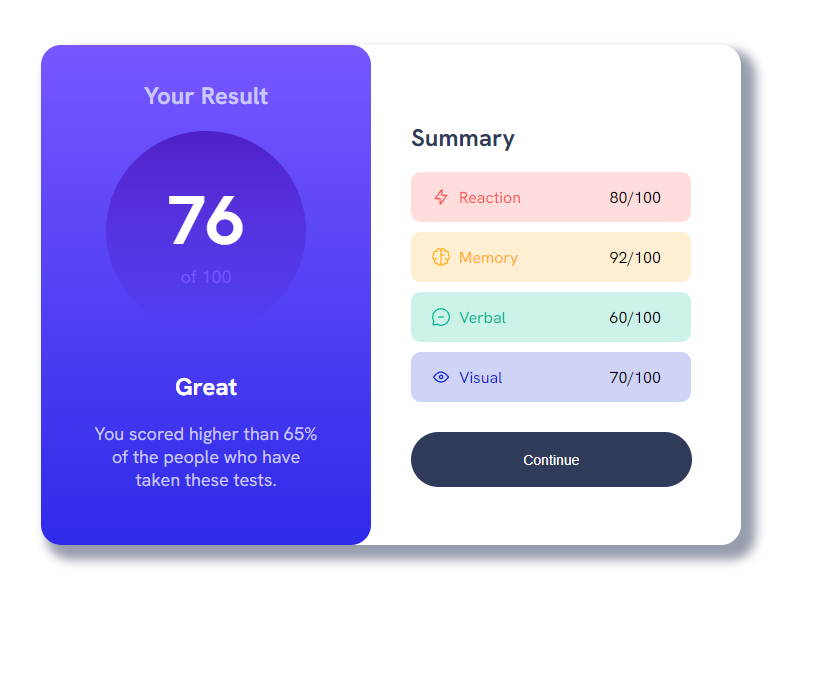 Your Result
76
of 100
Great
You scored higher than 65%
of the people who have
taken these tests.
Summary
Reaction 80/100
Memory 92/100
Verbal 60/100
Visual 70/100
Continue